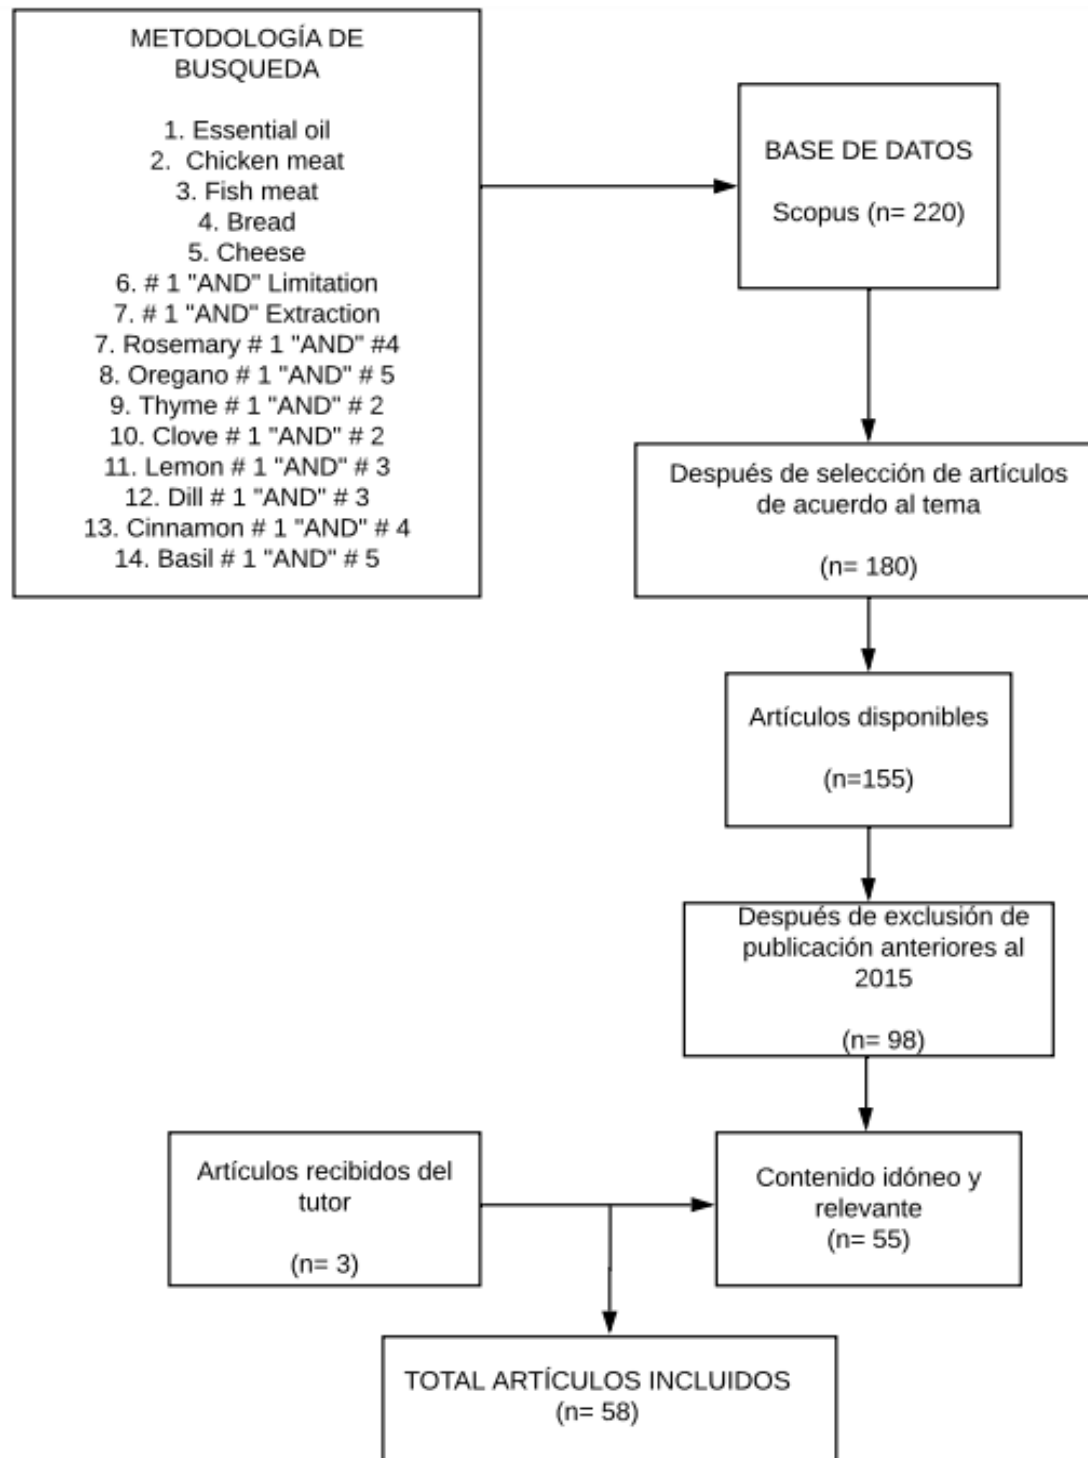 METODOLOGÍA DE
BUSQUEDA
1. Essential oil
2. Chicken meat
3. Fish meat
4. Bread
5. Cheese
6. # 1 "AND" Limitation
7. # 1 "AND" Extraction
7. Rosemary # 1 "AND" #4
8. Oregano # 1 "AND" # 5
9. Thyme # 1 "AND" # 2
10. Clove # 1 "AND" # 2
11. Lemon # 1 "AND" # 3
12. Dill # 1 "AND" # 3
13. Cinnamon # 1 "AND" # 4
14. Basil # 1 "AND" # 5
BASE DE DATOS
Scopus (n= 220)
Después de selección de artículos
de acuerdo al tema
(n= 180)
Artículos disponibles
(n=155)
Después de exclusión de
publicación anteriores al
2015
(n= 98)
Artículos recibidos del
tutor
(n= 3)
Contenido idóneo y
relevante
(n= 55)
TOTAL ARTÍCULOS INCLUIDOS
(n= 58)